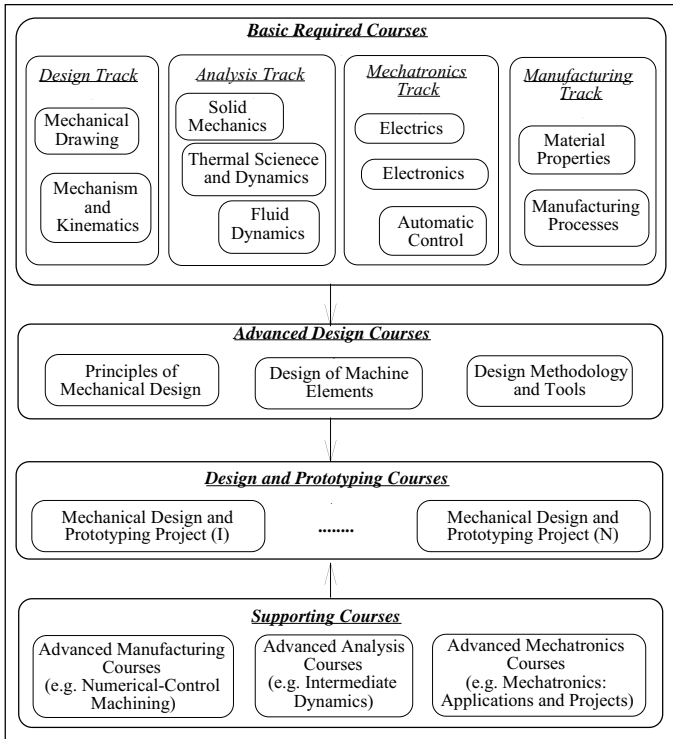 Basic Required Courses
Design Track
Mechanical
Drawing
Mechanism
and
Kinematics
Analysis Track
Solid
Mechanics
Thermal Scienece
and Dynamics
Fluid
Dynamics
Mechatronics
Track
Electrics
Electronics
Automatic
Control
Manufacturing
Track
Material
Properties
Manufacturing
Processes
Advanced Design Courses
Principles of
Mechanical Design
Design of Machine
Elements
Design Methodology
and Tools
Design and Prototyping Courses
Mechanical Design and
Prototyping Project (I)
........
Mechanical Design and
Prototyping Project (N)
Supporting Courses
Advanced Manufacturing
Courses
(e.g. Numerical-Control
Machining)
Advanced Analysis
Courses
(e.g. Intermediate
Dynamics)
Advanced Mechatronics
Courses
(e.g. Mechatronics:
Applications and Projects)